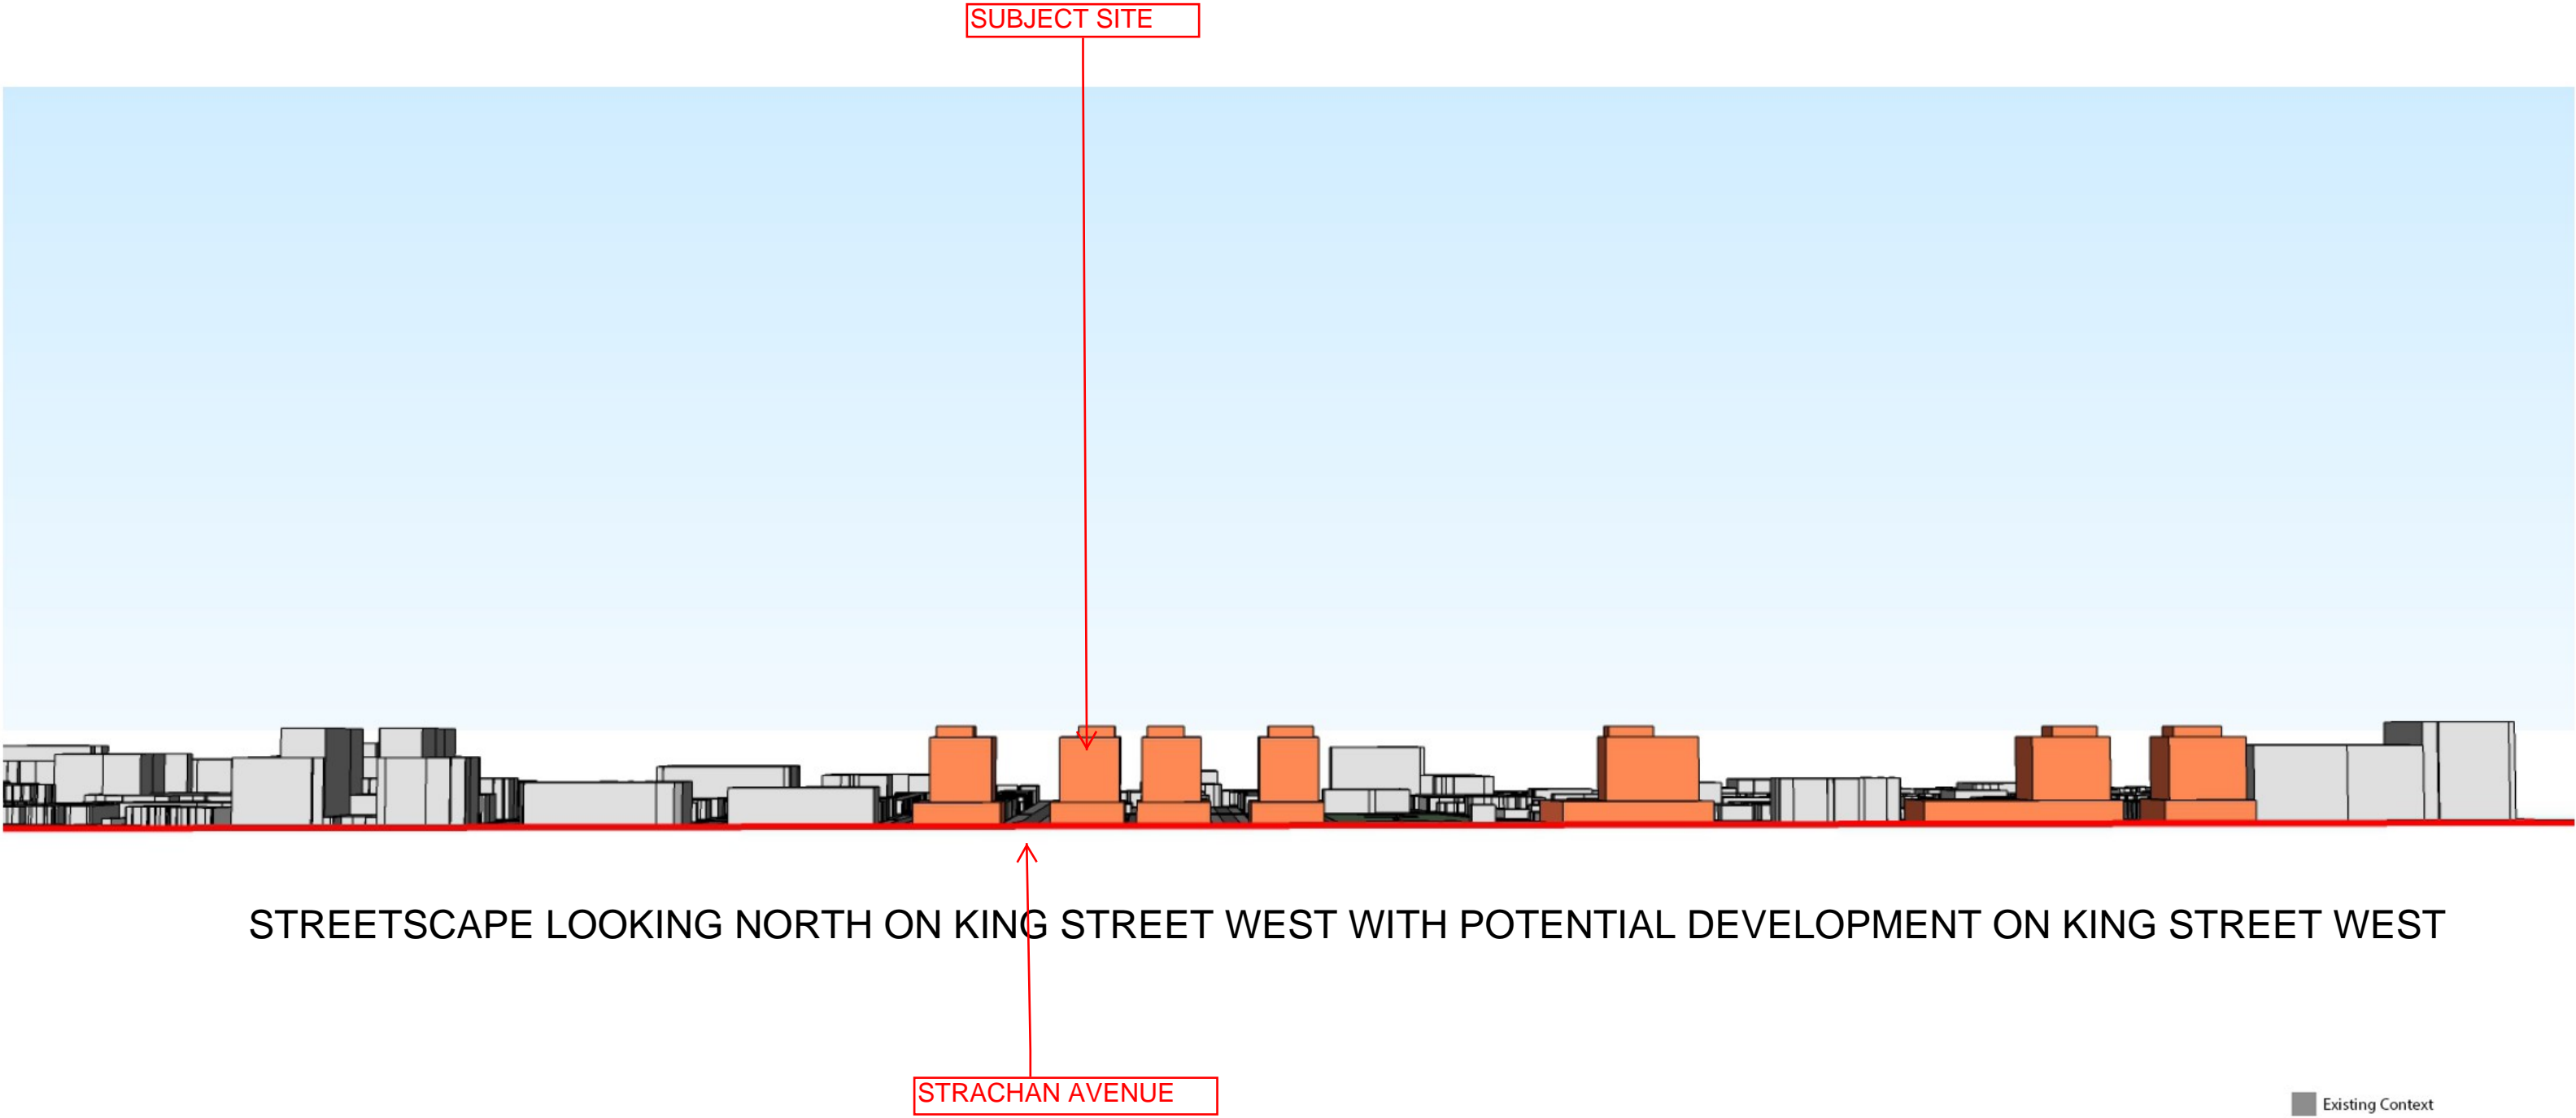 SUBJECT SITE
STREETSCAPE LOOKING NORTH ON KING STREET WEST WITH POTENTIAL DEVELOPMENT ON KING STREET WEST
STRACHAN AVENUE
Existing Context